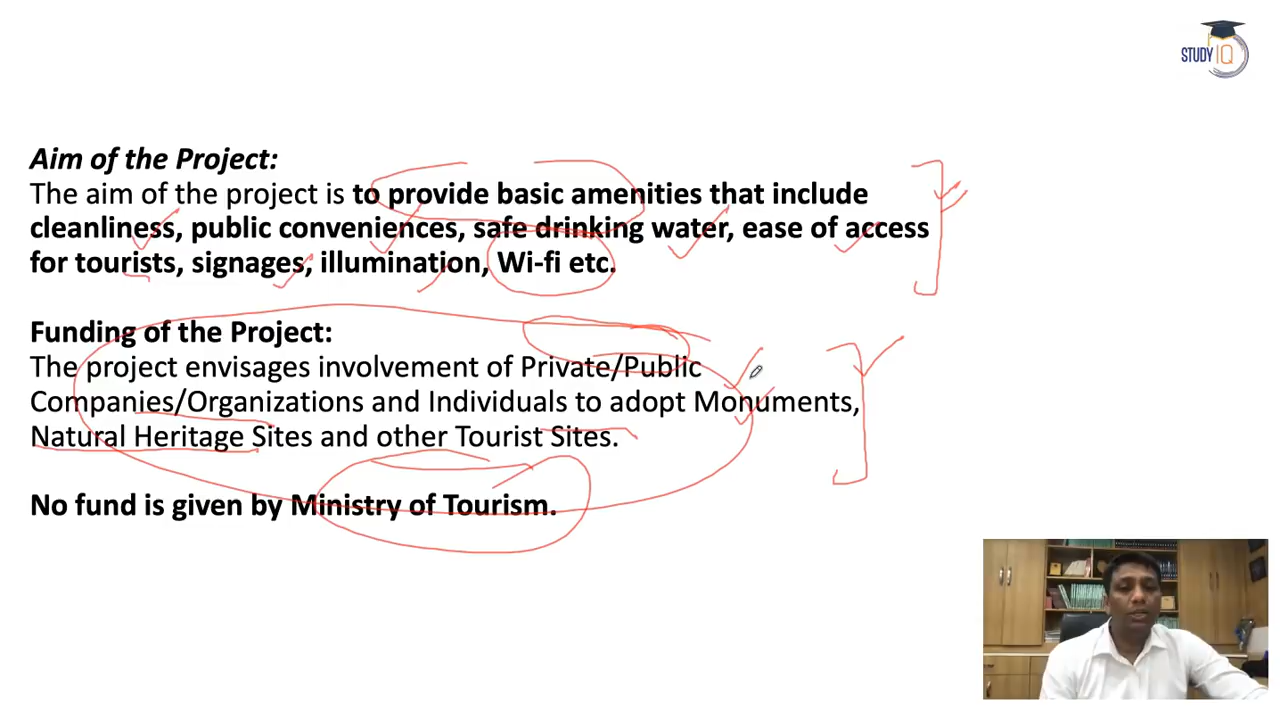 STUDY IQ
Aim of the Project:
The aim of the project is to provide basic amenities that include
cleanliness, public conveniences, safe drinking water, ease of access
for tourists, signages, illumination, Wi-fi etc.
Funding of the Project:
The project envisages involvement of Private/Public
Companies/Organizations and Individuals to adopt Monuments,
Natural Heritage Sites and other Tourist Sites.
No fund is given by Ministry of Tourism.